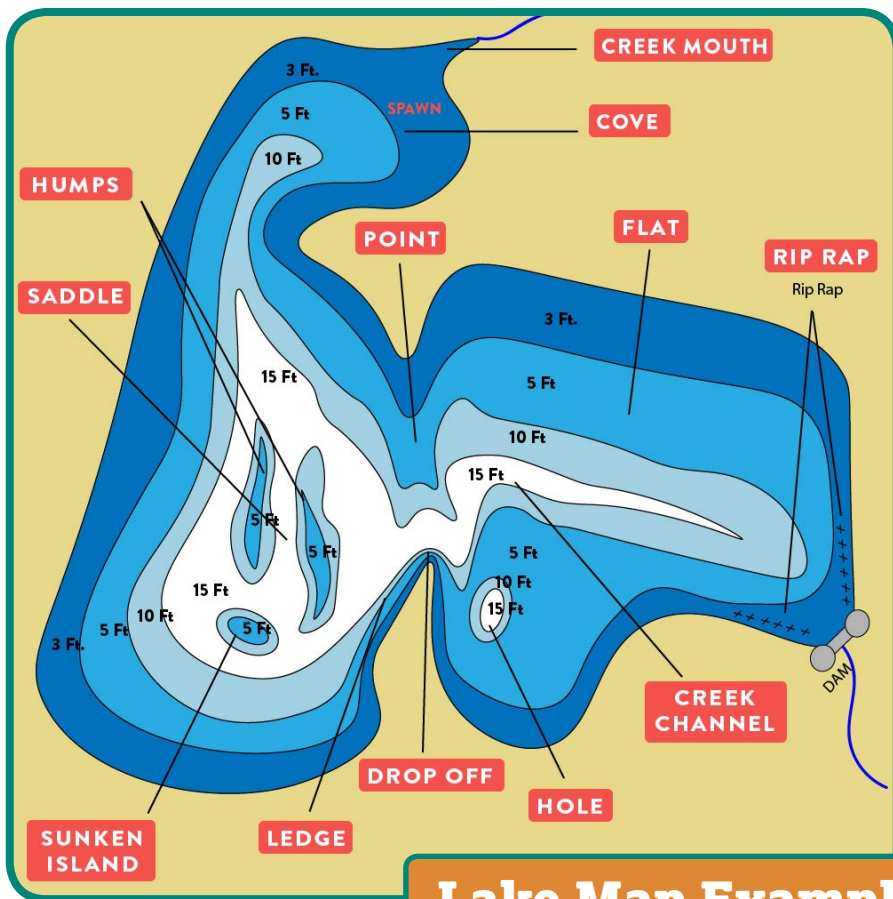 CREEK MOUTH
3 Ft.
SPAWN
5 Ft
COVE
10 Ft
HUMPS
POINT
FLAT
RIP RAP
Rip Rap
SADDLE
3 Ft.
15 Ft
5 Ft
10 Ft
15 Ft
5 Ft
5 Ft
5 Ft
10 Ft
15 Ft
15 Ft
10 Ft
5 Ft
5 Ft
3 Ft.
DAM
CREEK
CHANNEL
DROP OFF
HOLE
SUNKEN
ISLAND
LEDGE
Lake Map Exampl